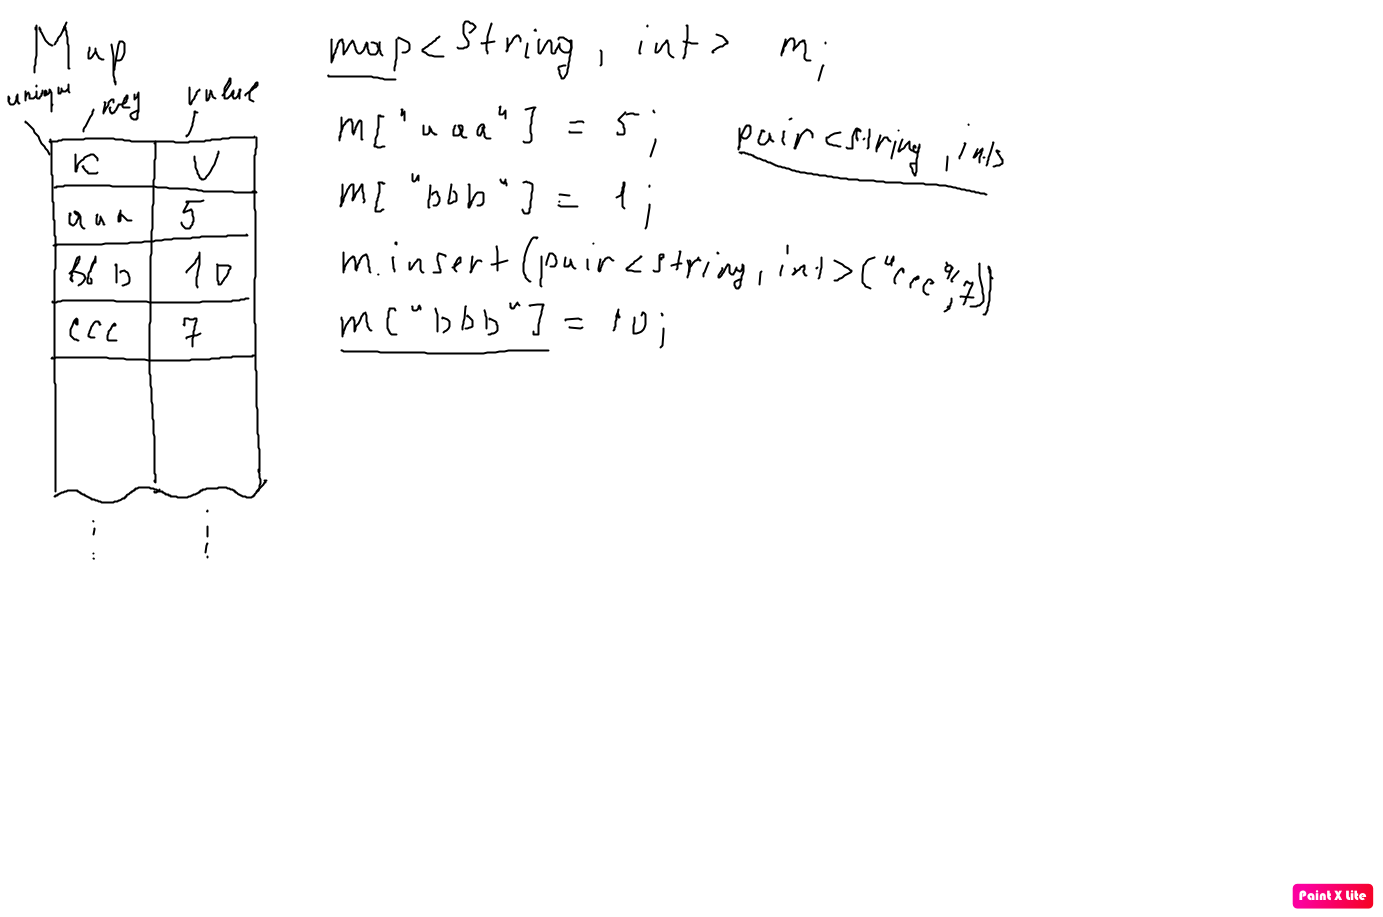 Map
unique key value
K V
aaa 5
bbb 10
ccc 7
map<string, int> m;
m["aaa"] = 5;
pair<string, int>
m["bbb"] = 1;
m.insert(pair<string, int>("ccc", 7))
m["bbb"] = 10;
Paint X Lite